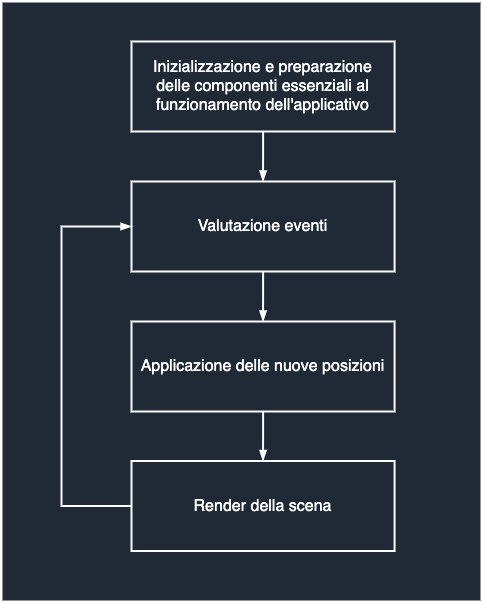 Inizializzazione e preparazione
delle componenti essenziali al
funzionamento dell'applicativo
Valutazione eventi
Applicazione delle nuove posizioni
Render della scena